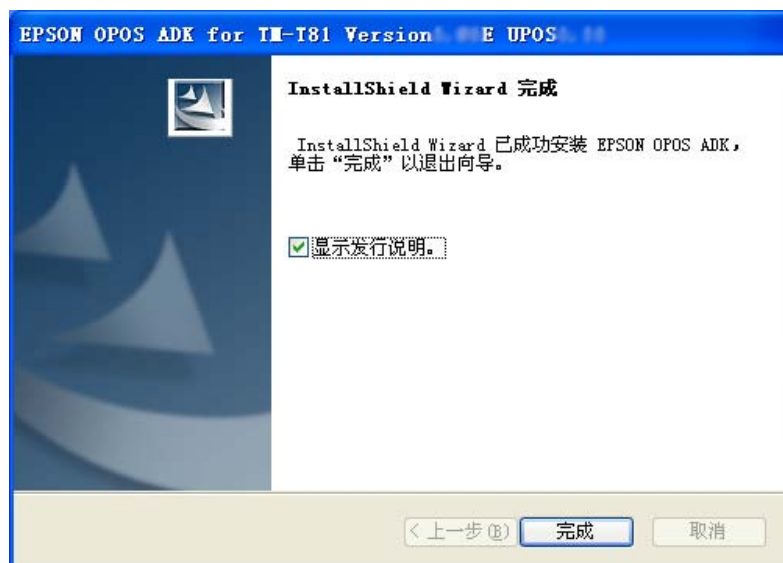 EPSON OPOS ADK for TM-T81 Version E UPOS
InstallShield Wizard 完成
InstallShield Wizard 已成功安装 EPSON OPOS ADK，
单击“完成”以退出向导。
显示发行说明。
< 上一步(B)
完成
取消